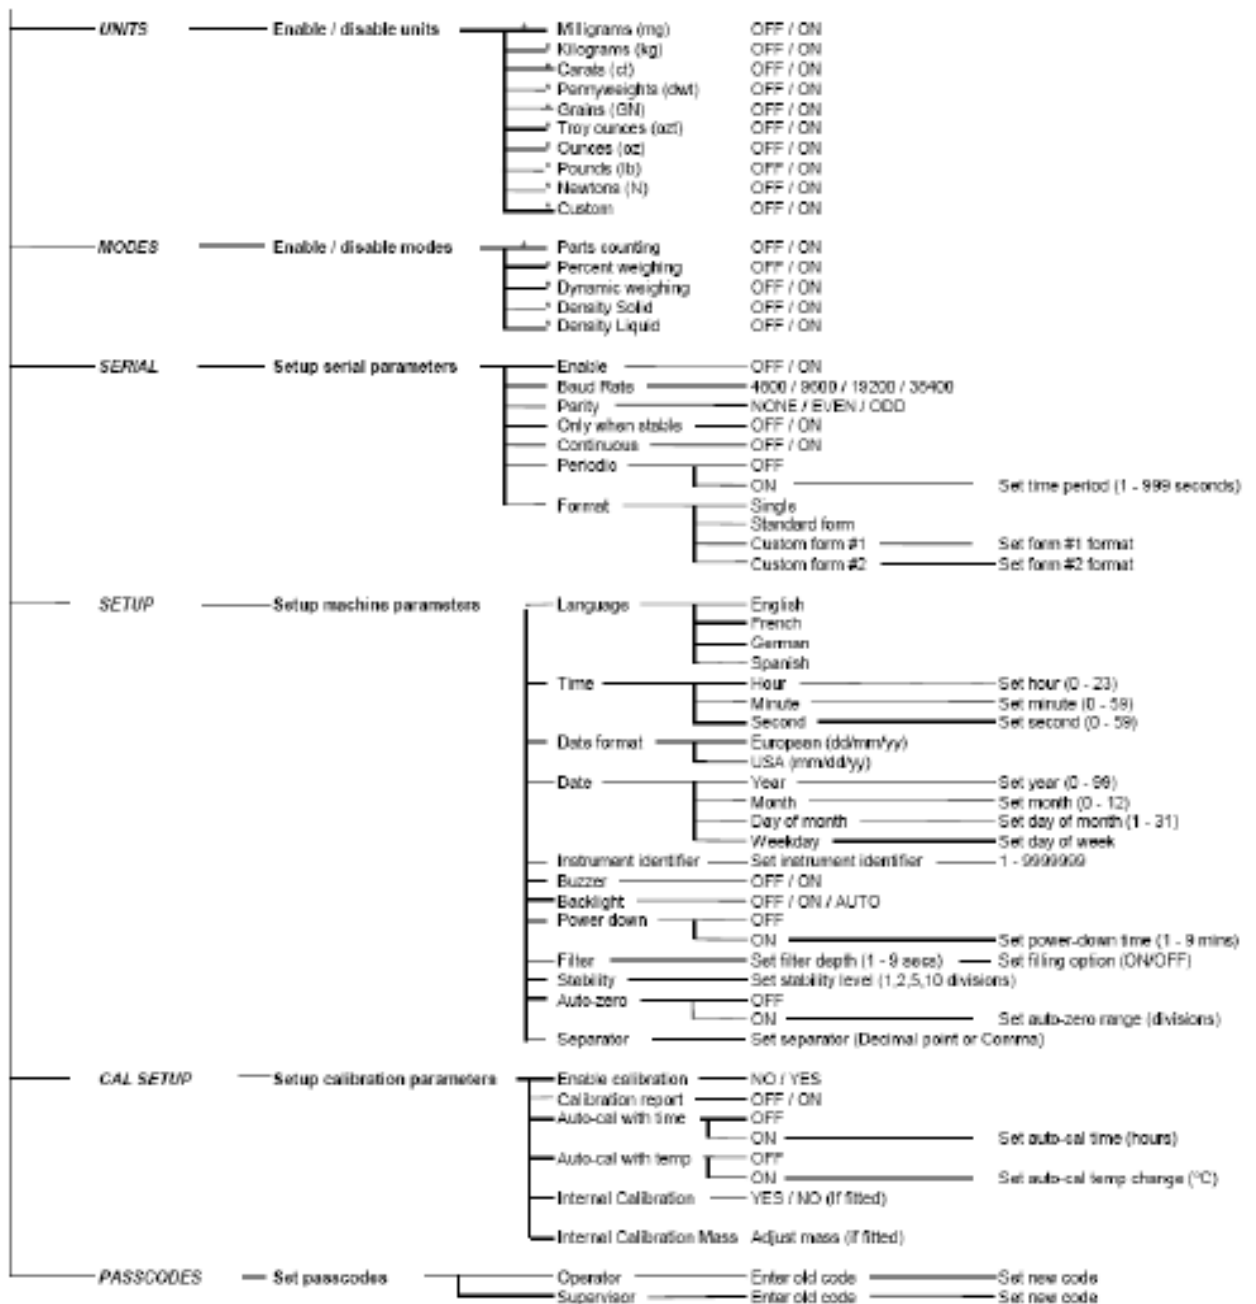 UNITS Enable / disable units Milligrams (mg) OFF / ON
Kilograms (kg) OFF / ON
Carats (ct) OFF / ON
Pennyweights (dwt) OFF / ON
Grains (GN) OFF / ON
Troy ounces (ozt) OFF / ON
Ounces (oz) OFF / ON
Pounds (lb) OFF / ON
Newtons (N) OFF / ON
Custom OFF / ON
MODES Enable / disable modes Parts counting OFF / ON
Percent weighing OFF / ON
Dynamic weighing OFF / ON
Density Solid OFF / ON
Density Liquid OFF / ON
SERIAL Setup serial parameters Enable OFF / ON
Baud Rate 4800 / 9600 / 19200 / 38400
Parity NONE / EVEN / ODD
Only when stable OFF / ON
Continuous OFF / ON
Periodic OFF
ON Set time period (1 - 999 seconds)
Format Single
Standard form
Custom form #1 Set form #1 format
Custom form #2 Set form #2 format
SETUP Setup machine parameters Language English
French
German
Spanish
Time Hour Set hour (0 - 23)
Minute Set minute (0 - 59)
Second Set second (0 - 59)
Date format European (dd/mm/yy)
USA (mm/dd/yy)
Date Year Set year (0 - 99)
Month Set month (0 - 12)
Day of month Set day of month (1 - 31)
Weekday Set day of week
Instrument identifier Set instrument identifier 1 - 9999999
Buzzer OFF / ON
Backlight OFF / ON / AUTO
Power down OFF
ON Set power-down time (1 - 9 mins)
Filter Set filter depth (1 - 9 secs) Set filling option (ON/OFF)
Stability Set stability level (1,2,5,10 divisions)
Auto-zero OFF
ON Set auto-zero range (divisions)
Separator Set separator (Decimal point or Comma)
CAL SETUP Setup calibration parameters Enable calibration NO / YES
Calibration report OFF / ON
Auto-cal with time OFF
ON Set auto-cal time (hours)
Auto-cal with temp OFF
ON Set auto-cal temp change (°C)
Internal Calibration YES / NO (if fitted)
Internal Calibration Mass Adjust mass (if fitted)
PASSCODES Set passcodes Operator Enter old code Set new code
Supervisor Enter old code Set new code